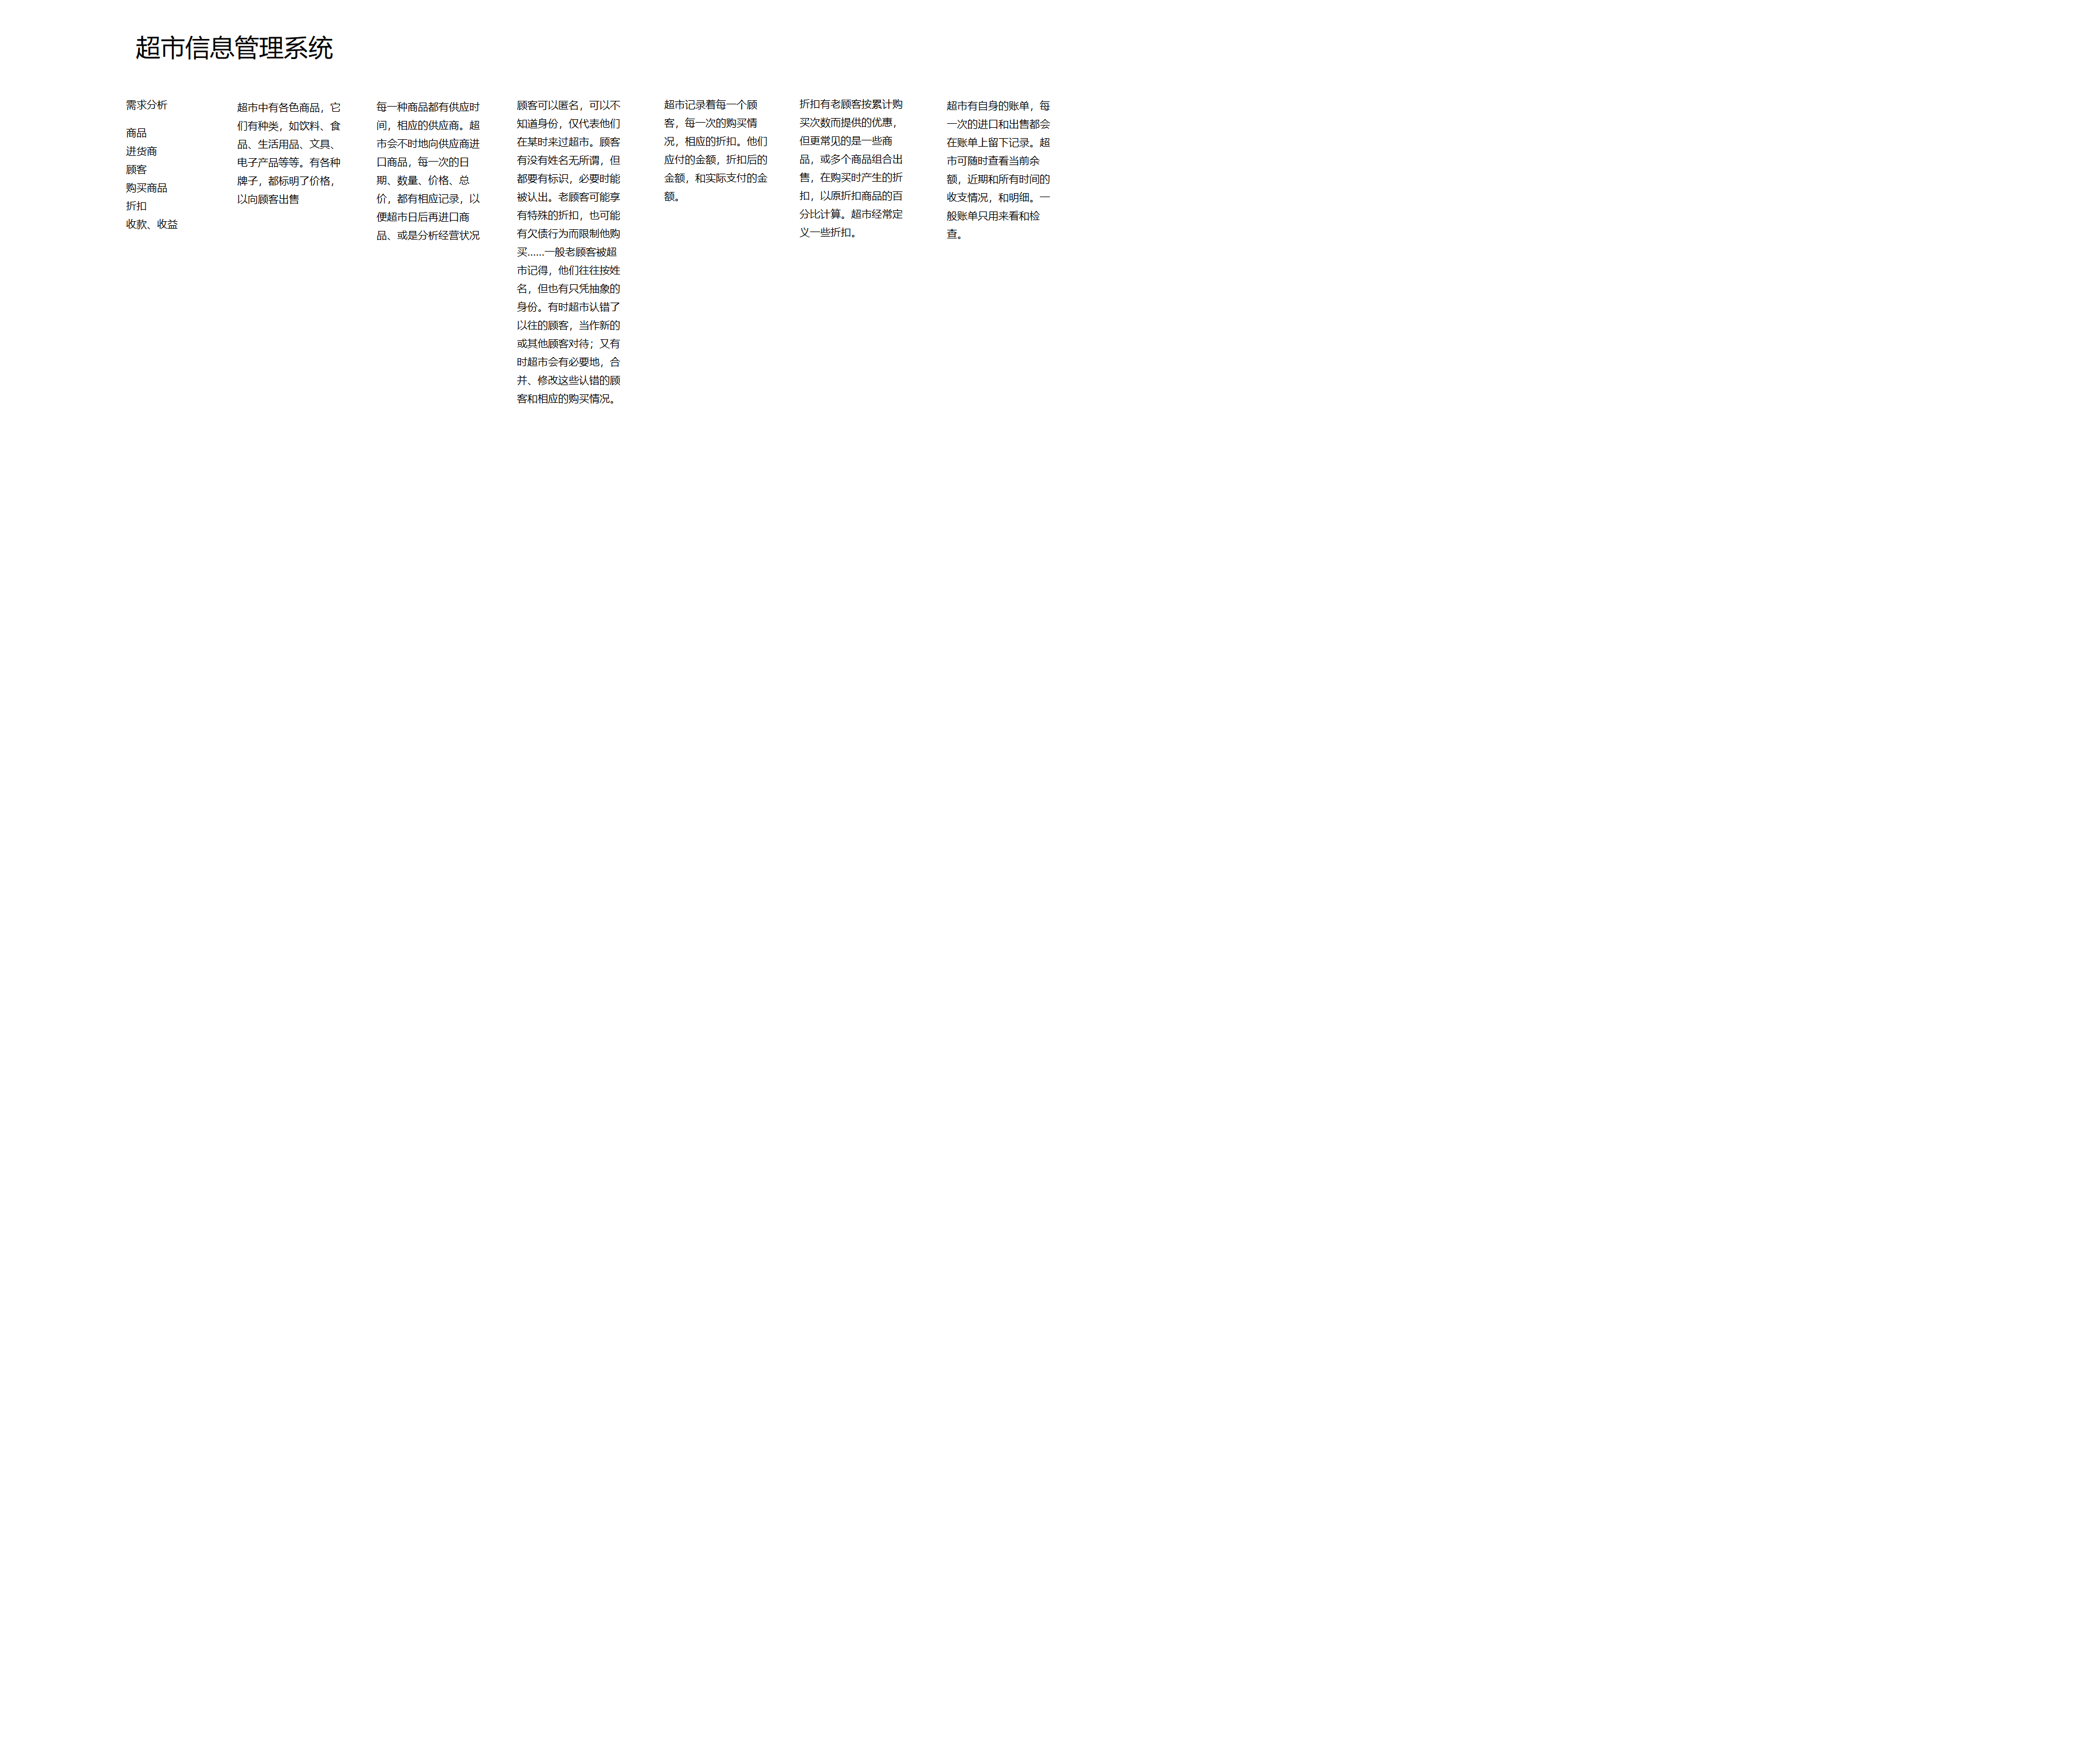 超市信息管理系统
需求分析
商品
进货商
顾客
购买商品
折扣
收款、收益
超市中有各色商品，它
们有种类，如饮料、食
品、生活用品、文具、
电子产品等等。有各种
牌子，都标明了价格，
以向顾客出售
每一种商品都有供应时
间，相应的供应商。超
市会不时地向供应商进
口商品，每一次的日
期、数量、价格、总
价，都有相应记录，以
便超市日后再进口商
品、或是分析经营状况
顾客可以匿名，可以不
知道身份，仅代表他们
在某时来过超市。顾客
有没有姓名无所谓，但
都要有标识，必要时能
被认出。老顾客可能享
有特殊的折扣，也可能
有欠债行为而限制他购
买……一般老顾客被超
市记得，他们往往按姓
名，但也有只凭抽象的
身份。有时超市认错了
以往的顾客，当作新的
或其他顾客对待；又有
时超市会有必要地，合
并、修改这些认错的顾
客和相应的购买情况。
超市记录着每一个顾
客，每一次的购买情
况，相应的折扣。他们
应付的金额，折扣后的
金额，和实际支付的金
额。
折扣有老顾客按累计购
买次数而提供的优惠，
但更常见的是一些商
品，或多个商品组合出
售，在购买时产生的折
扣，以原折扣商品的百
分比计算。超市经常定
义一些折扣。
超市有自身的账单，每
一次的进口和出售都会
在账单上留下记录。超
市可随时查看当前余
额，近期和所有时间的
收支情况，和明细。一
般账单只用来看和检
查。